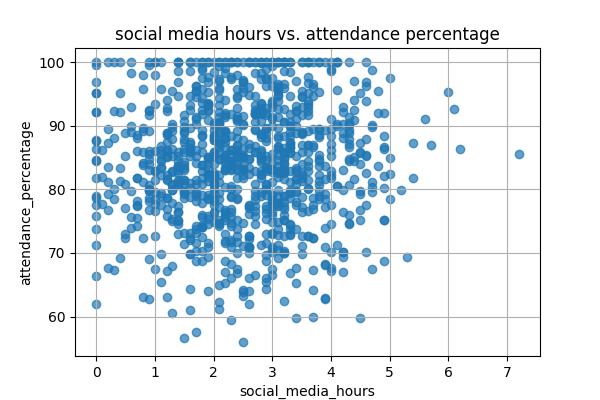 social media hours vs. attendance percentage
100
90
80
70
60
attendance_percentage
0 1 2 3 4 5 6 7
social_media_hours